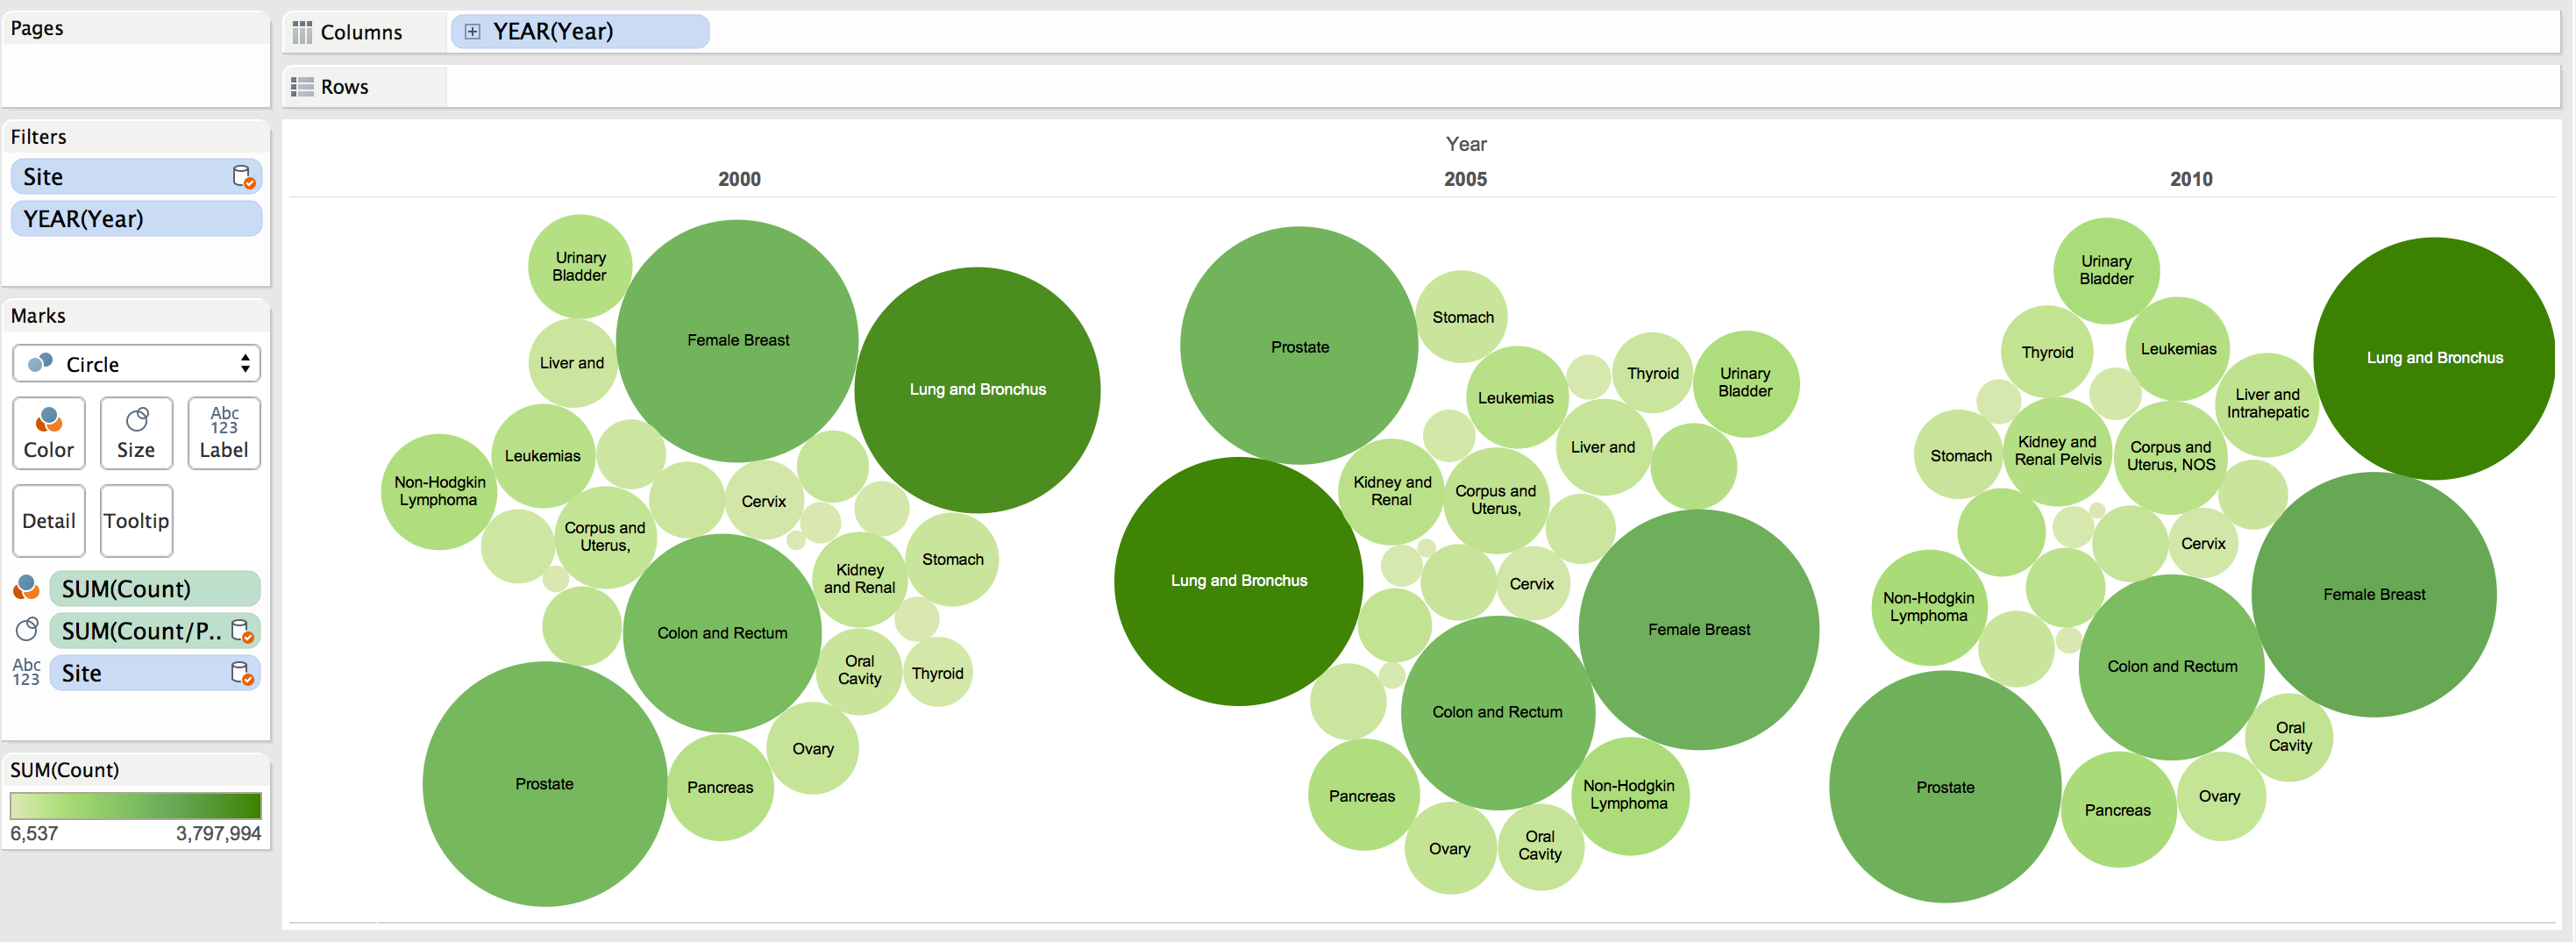 Pages
Columns
YEAR(Year)
Rows
Filters
Site
YEAR(Year)
Marks
Circle
Color
Size
Abc
123
Label
Detail
Tooltip
SUM(Count)
SUM(Count/P..
Abc
123
Site
SUM(Count)
6,537
3,797,994
Year
2000
2005
2010
Urinary
Bladder
Female Breast
Liver and
Lung and Bronchus
Leukemias
Non-Hodgkin
Lymphoma
Cervix
Corpus and
Uterus,
Stomach
Kidney
and Renal
Colon and Rectum
Oral
Cavity
Thyroid
Ovary
Prostate
Pancreas
Prostate
Stomach
Thyroid
Urinary
Bladder
Leukemias
Liver and
Kidney and
Renal
Corpus and
Uterus,
Lung and Bronchus
Cervix
Female Breast
Colon and Rectum
Pancreas
Non-Hodgkin
Lymphoma
Ovary
Oral
Cavity
Urinary
Bladder
Thyroid
Leukemias
Lung and Bronchus
Liver and
Intrahepatic
Stomach
Kidney and
Renal Pelvis
Corpus and
Uterus, NOS
Cervix
Non-Hodgkin
Lymphoma
Female Breast
Colon and Rectum
Oral
Cavity
Prostate
Pancreas
Ovary